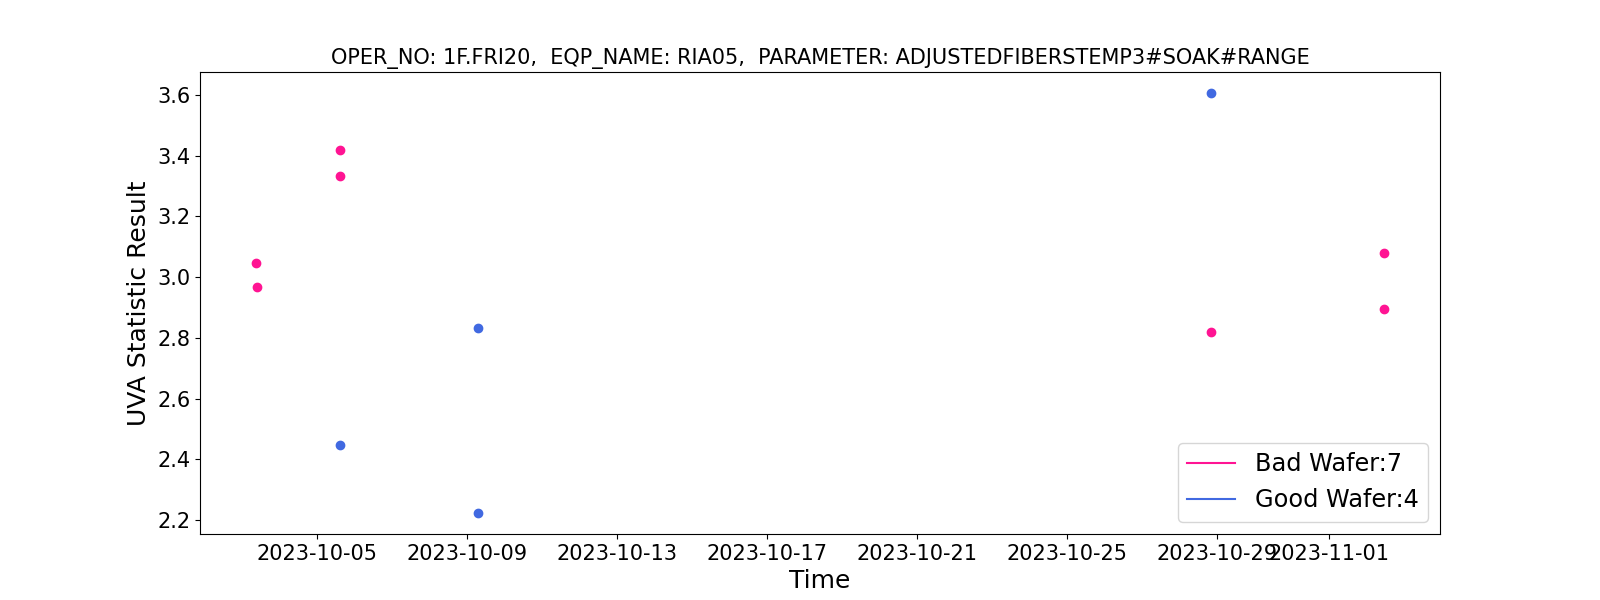 OPER_NO: 1F.FRI20,  EQP_NAME: RIA05,  PARAMETER: ADJUSTEDFIBERSTEMP3#SOAK#RANGE
UVA Statistic Result
3.6
3.4
3.2
3.0
2.8
2.6
2.4
2.2
Bad Wafer:7
Good Wafer:4
2023-10-05 2023-10-09 2023-10-13 2023-10-17 2023-10-21 2023-10-25 2023-10-29 2023-11-01
Time